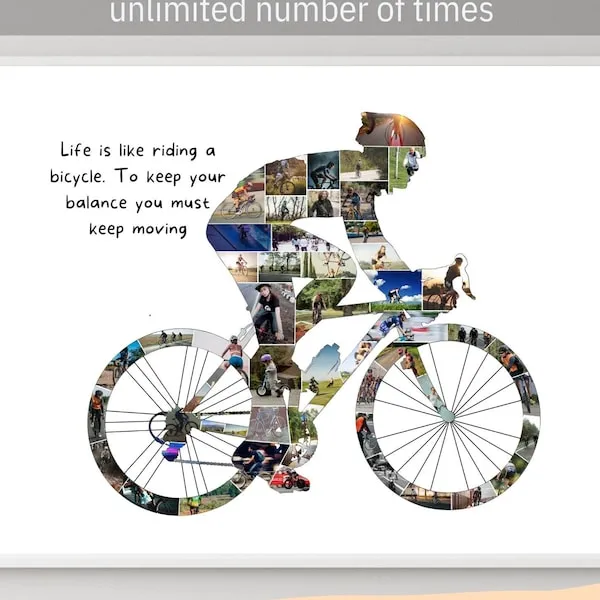 unlimited number of times
Life is like riding a
bicycle. To keep your
balance you must
keep moving